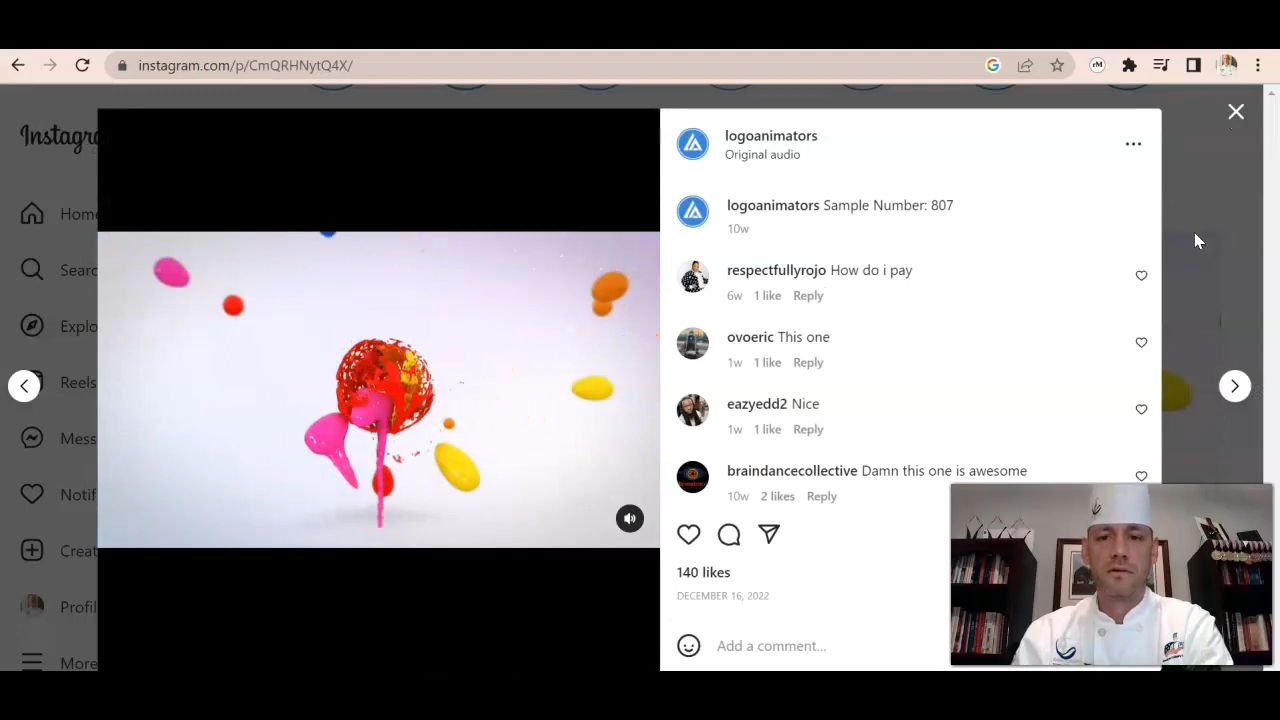 instagram.com/p/CmQRHNytQ4X/
Instagra
logoanimators
Original audio
Home
logoanimators Sample Number: 807
10w
Searc
respectfullyrojo How do i pay
6w 1 like Reply
Explo
ovoeric This one
1w 1 like Reply
Reels
eazyedd2 Nice
1w 1 like Reply
Mess
braindancecollective Damn this one is awesome
10w 2 likes Reply
Notif
Creat
140 likes
DECEMBER 16, 2022
Profil
Add a comment...
More